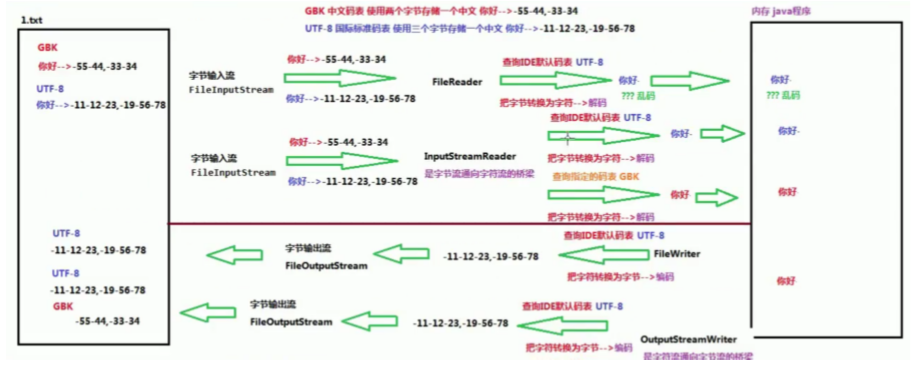 GBK 中文码表 使用两个字节存储一个中文 你好-->-55-44,-33-34
UTF-8 国际标准码表 使用三个字节存储一个中文 你好-->-11-12-23,-19-56-78
内存 java程序
1.txt
GBK
你好-->-55-44,-33-34
UTF-8
你好-->-11-12-23,-19-56-78
字节输入流
FileInputStream
你好-->-55-44,-33-34
你好-->-11-12-23,-19-56-78
FileReader
查询IDE默认码表 UTF-8
把字节转换为字符-->解码
你好·
??? 乱码
你好·
??? 乱码
字节输入流
FileInputStream
你好-->-55-44,-33-34
你好-->-11-12-23,-19-56-78
InputStreamReader
是字节流通向字符流的桥梁
查询IDE默认码表 UTF-8
把字节转换为字符-->解码
你好·
你好·
查询指定的码表 GBK
把字节转换为字符-->解码
你好
你好
UTF-8
-11-12-23,-19-56-78
字节输出流
FileOutputStream
-11-12-23,-19-56-78
查询IDE默认码表 UTF-8
把字符转换为字节-->编码
FileWriter
你好
UTF-8
-11-12-23,-19-56-78
GBK
-55-44,-33-34
字节输出流
FileOutputStream
-11-12-23,-19-56-78
查询IDE默认码表 UTF-8
把字符转换为字节-->编码
OutputStreamWriter
是字符流通向字节流的桥梁